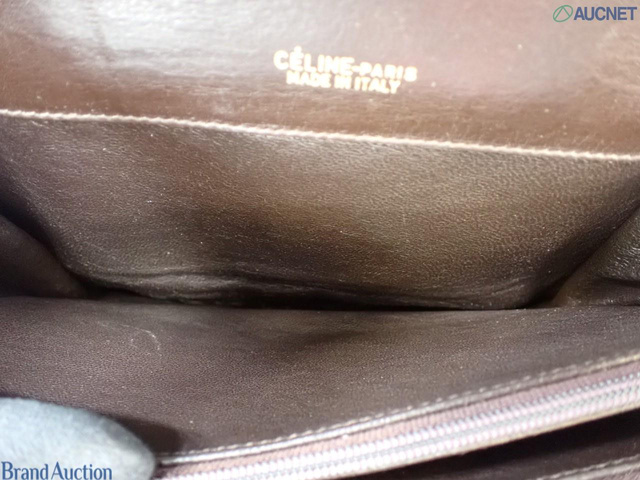 AUCNET
CÉLINE-PARIS
MADE IN ITALY
Brand Auction